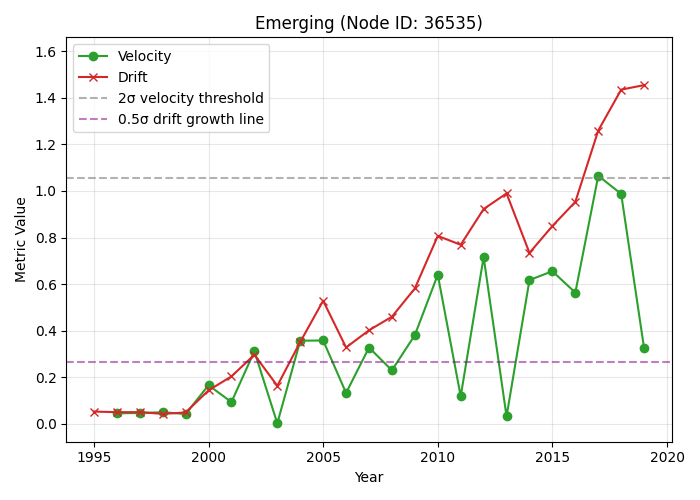 Emerging (Node ID: 36535)
Velocity
Drift
2σ velocity threshold
0.5σ drift growth line
Metric Value
1.6
1.4
1.2
1.0
0.8
0.6
0.4
0.2
0.0
1995 2000 2005 2010 2015 2020
Year